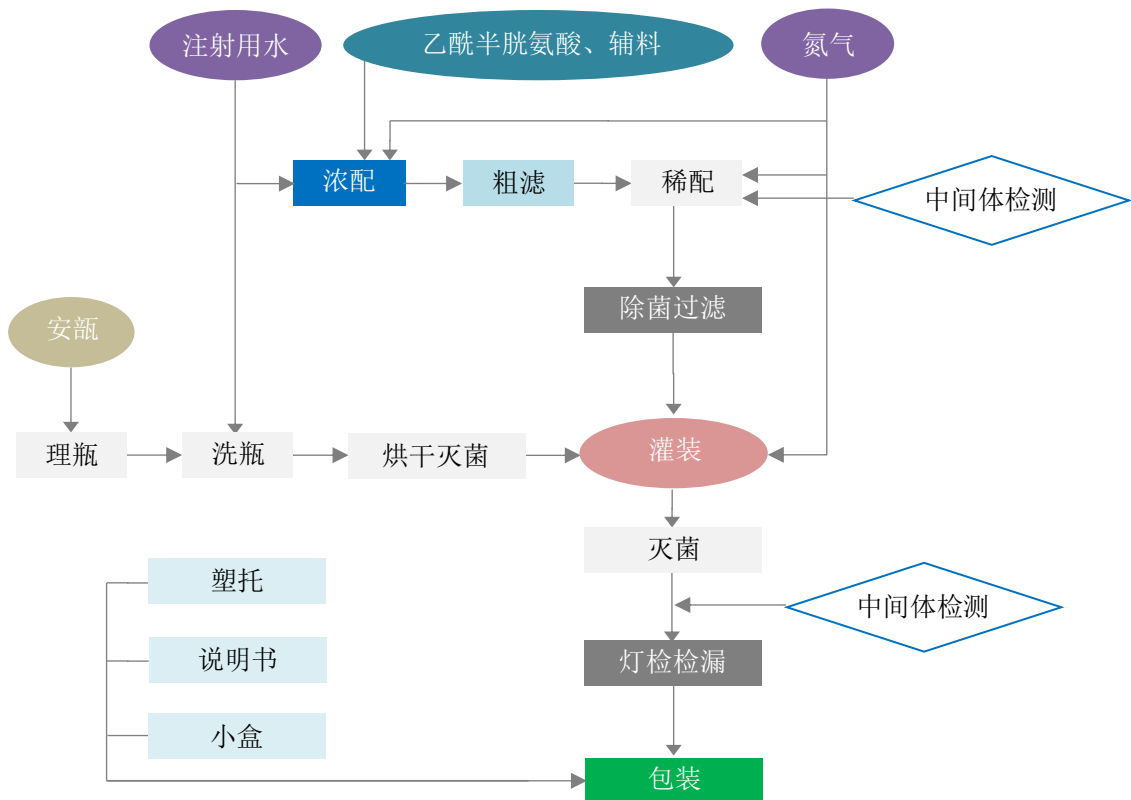 注射用水
乙酰半胱氨酸、辅料
氮气
浓配
粗滤
稀配
中间体检测
除菌过滤
安瓿
理瓶
洗瓶
烘干灭菌
灌装
灭菌
塑托
中间体检测
说明书
灯检检漏
小盒
包装